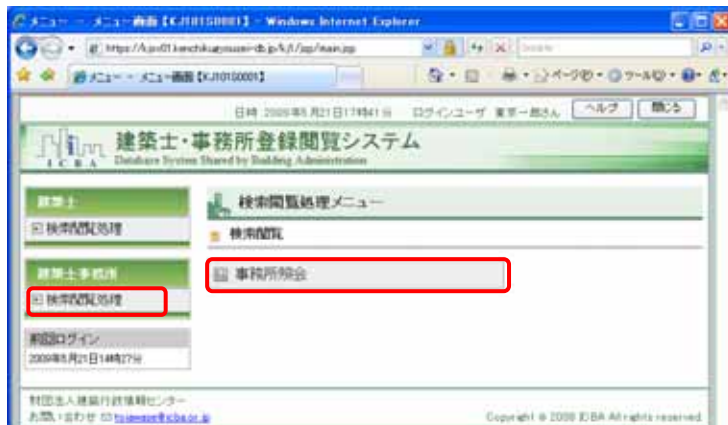 メニュー - メニュー画面【KJ101S0001】 - Windows Internet Explorer
メニュー - メニュー画面【KJ101S0001】
日時 2009年5月21日17時41分 ログインユーザ 東京一郎さん ヘルプ 閉じる
ICBA
建築士・事務所登録閲覧システム
Database System Shared by Building Administration
建築士
検索閲覧処理
建築士事務所
検索閲覧処理
前回ログイン
2009年5月21日14時27分
検索閲覧処理メニュー
検索閲覧
事務所照会
財団法人建築行政情報センター
お問い合わせ
Copyright © 2008 ICBA All rights reserved.